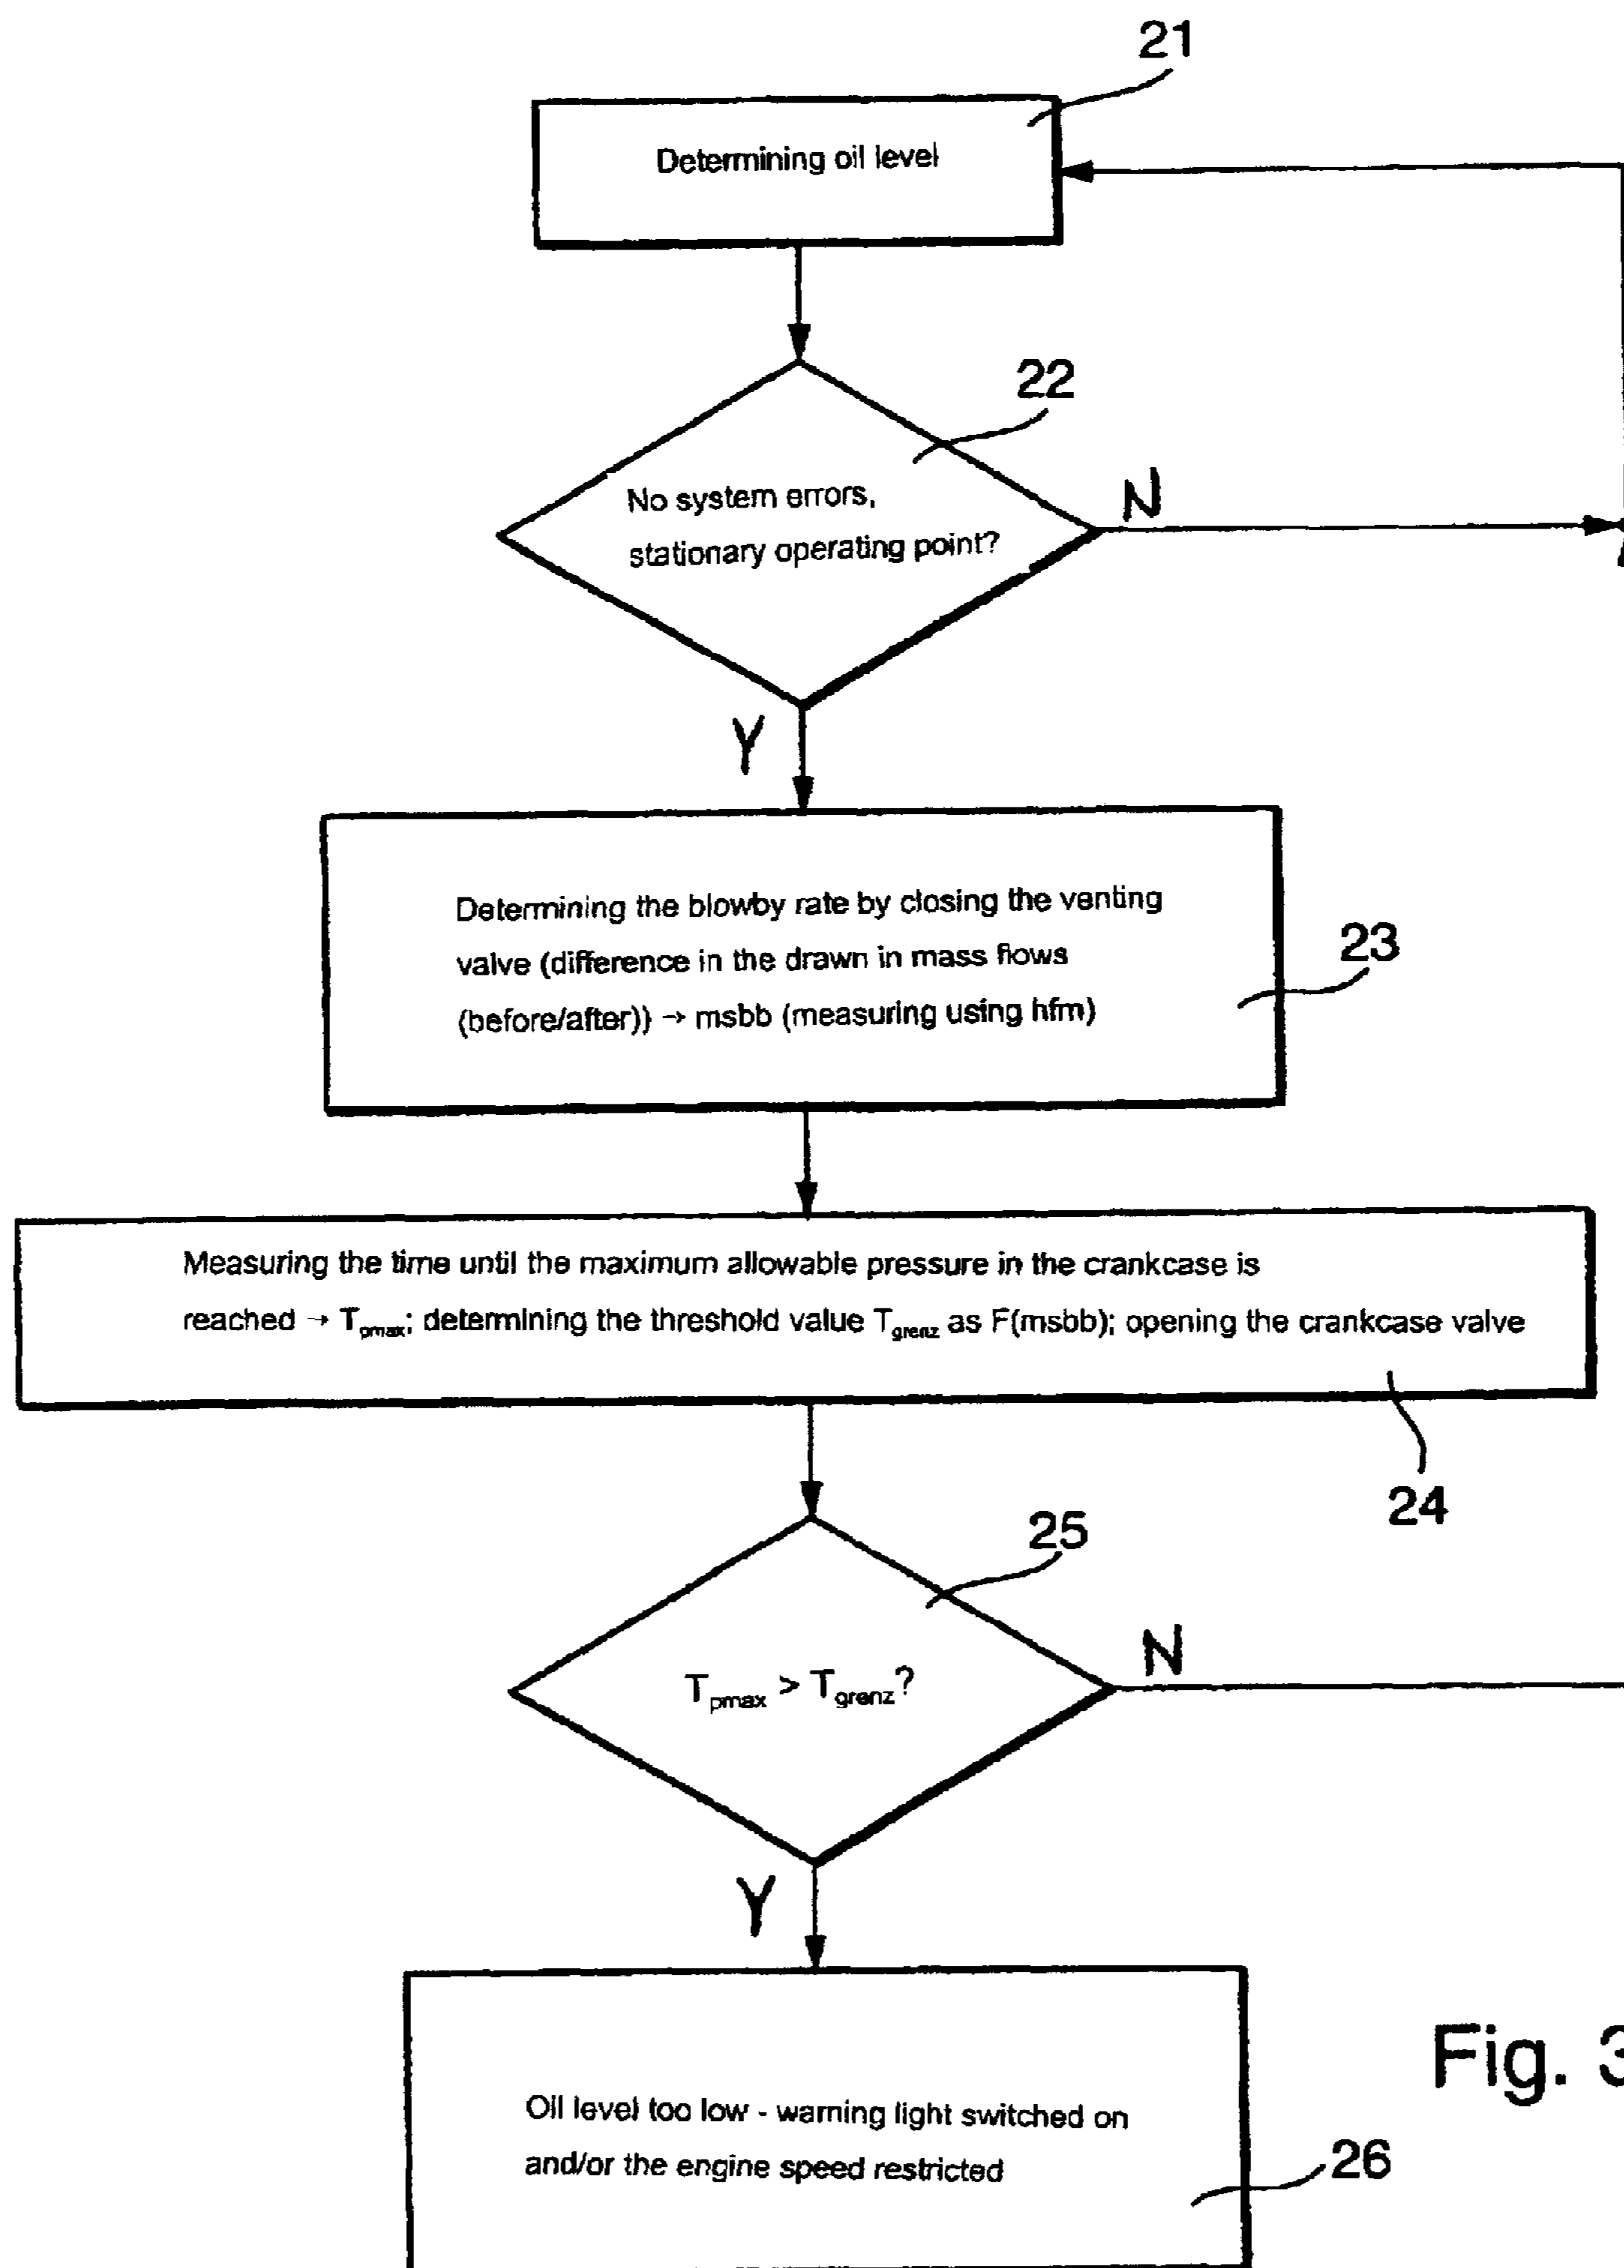 21
Determining oil level
22
No system errors,
stationary operating point?
N
Y
Determining the blowby rate by closing the venting
valve (difference in the drawn in mass flows
(before/after)) → msbb (measuring using hfm)
23
Measuring the time until the maximum allowable pressure in the crankcase is
reached → Tpmax; determining the threshold value Tgrenz as F(msbb); opening the crankcase valve
24
25
Tpmax > Tgrenz?
N
Y
Fig. 3
Oil level too low - warning light switched on
and/or the engine speed restricted
26